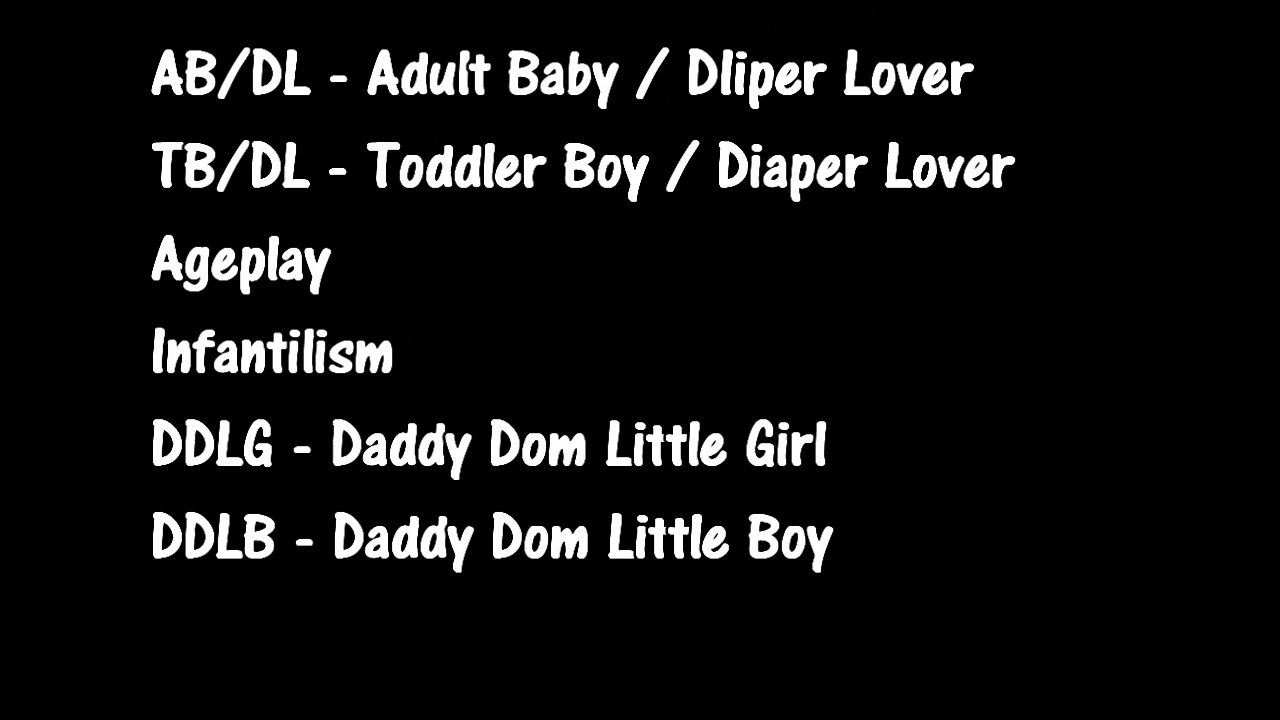 AB/DL - Adult Baby / Dliper Lover
TB/DL - Toddler Boy / Diaper Lover
Ageplay
Infantilism
DDLG - Daddy Dom Little Girl
DDLB - Daddy Dom Little Boy